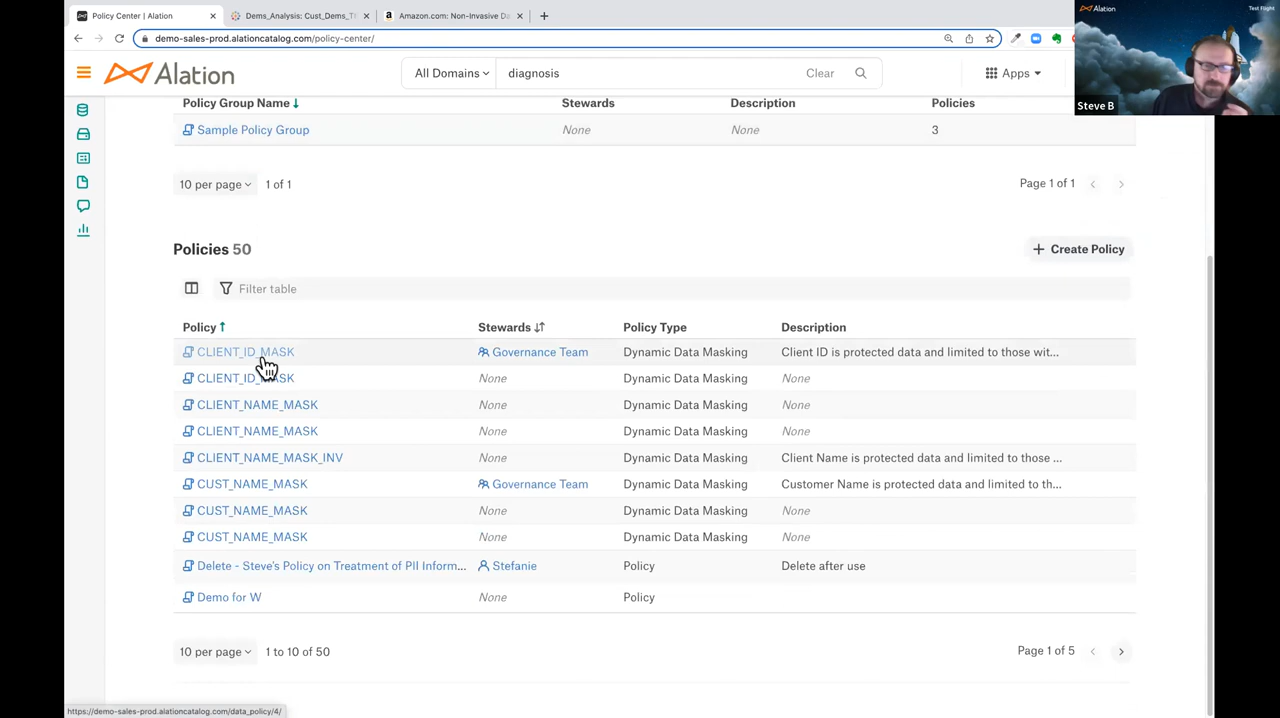 Policy Center | Alation
Dems_Analysis: Cust_Dems_T
Amazon.com: Non-Invasive Da
demo-sales-prod.alationcatalog.com/policy-center/
Alation
Test Flight
Steve B
Alation
All Domains
diagnosis
Clear
Apps
Policy Group Name
Stewards
Description
Policies
Sample Policy Group
None
None
3
10 per page
1 of 1
Page 1 of 1
Policies 50
+ Create Policy
Filter table
Policy
Stewards
Policy Type
Description
CLIENT_ID_MASK
Governance Team
Dynamic Data Masking
Client ID is protected data and limited to those wit...
CLIENT_ID_MASK
None
Dynamic Data Masking
None
CLIENT_NAME_MASK
None
Dynamic Data Masking
None
CLIENT_NAME_MASK
None
Dynamic Data Masking
None
CLIENT_NAME_MASK_INV
None
Dynamic Data Masking
Client Name is protected data and limited to those ...
CUST_NAME_MASK
Governance Team
Dynamic Data Masking
Customer Name is protected data and limited to th...
CUST_NAME_MASK
None
Dynamic Data Masking
None
CUST_NAME_MASK
None
Dynamic Data Masking
None
Delete - Steve's Policy on Treatment of PII Inform...
Stefanie
Policy
Delete after use
Demo for W
None
Policy
10 per page
1 to 10 of 50
Page 1 of 5
https://demo-sales-prod.alationcatalog.com/data_policy/4/